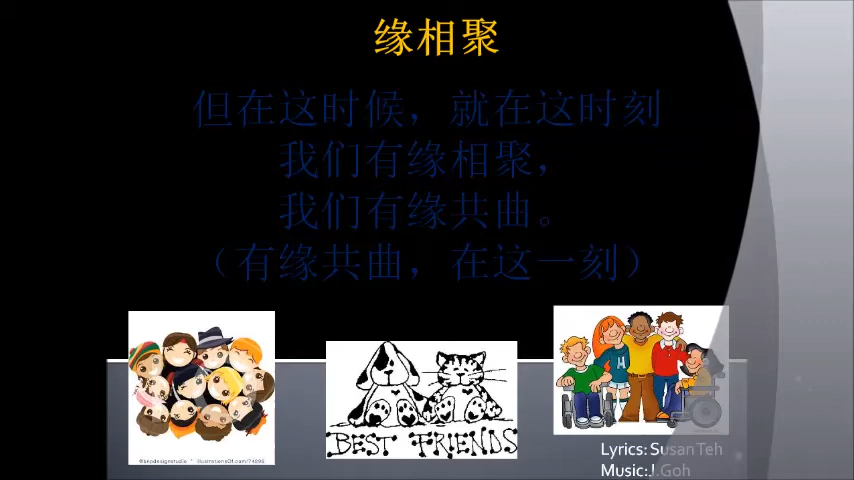 缘相聚
但在这时候，就在这时刻
我们有缘相聚，
我们有缘共曲。
（有缘共曲，在这一刻）
BEST FRIENDS
H
Lyrics: Susan Teh
Music:J.Goh